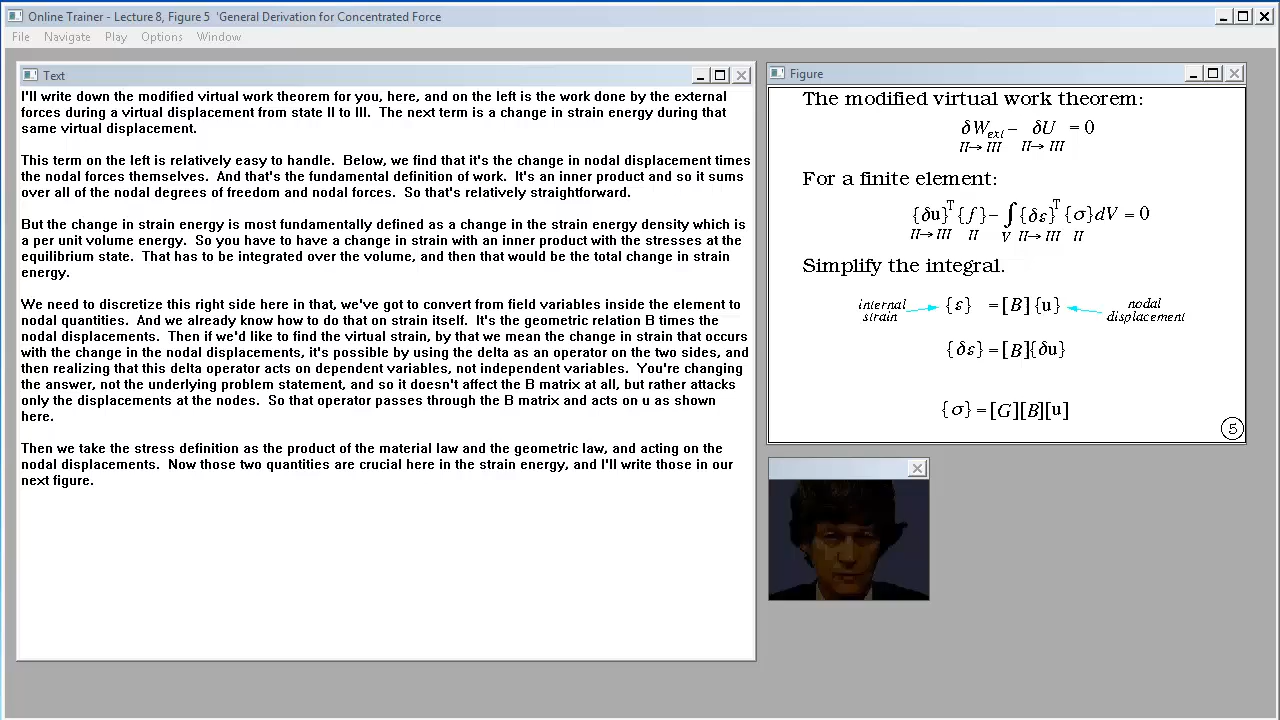 Online Trainer - Lecture 8, Figure 5  'General Derivation for Concentrated Force
File Navigate Play Options Window
Text
I'll write down the modified virtual work theorem for you, here, and on the left is the work done by the external
forces during a virtual displacement from state II to III.  The next term is a change in strain energy during that
same virtual displacement.
This term on the left is relatively easy to handle.  Below, we find that it's the change in nodal displacement times
the nodal forces themselves.  And that's the fundamental definition of work.  It's an inner product and so it sums
over all of the nodal degrees of freedom and nodal forces.  So that's relatively straightforward.
But the change in strain energy is most fundamentally defined as a change in the strain energy density which is
a per unit volume energy.  So you have to have a change in strain with an inner product with the stresses at the
equilibrium state.  That has to be integrated over the volume, and then that would be the total change in strain
energy.
We need to discretize this right side here in that, we've got to convert from field variables inside the element to
nodal quantities.  And we already know how to do that on strain itself.  It's the geometric relation B times the
nodal displacements.  Then if we'd like to find the virtual strain, by that we mean the change in strain that occurs
with the change in the nodal displacements, it's possible by using the delta as an operator on the two sides, and
then realizing that this delta operator acts on dependent variables, not independent variables.  You're changing
the answer, not the underlying problem statement, and so it doesn't affect the B matrix at all, but rather attacks
only the displacements at the nodes.  So that operator passes through the B matrix and acts on u as shown
here.
Then we take the stress definition as the product of the material law and the geometric law, and acting on the
nodal displacements.  Now those two quantities are crucial here in the strain energy, and I'll write those in our
next figure.
Figure
The modified virtual work theorem:
δW_ext − δU = 0
II→III II→III
For a finite element:
{δu}^T {f} − ∫ {δε}^T {σ}dV = 0
II→III II V II→III II
Simplify the integral.
internal strain {ε} = [B] {u} nodal displacement
{δε} = [B]{δu}
{σ} = [G][B][u]
5